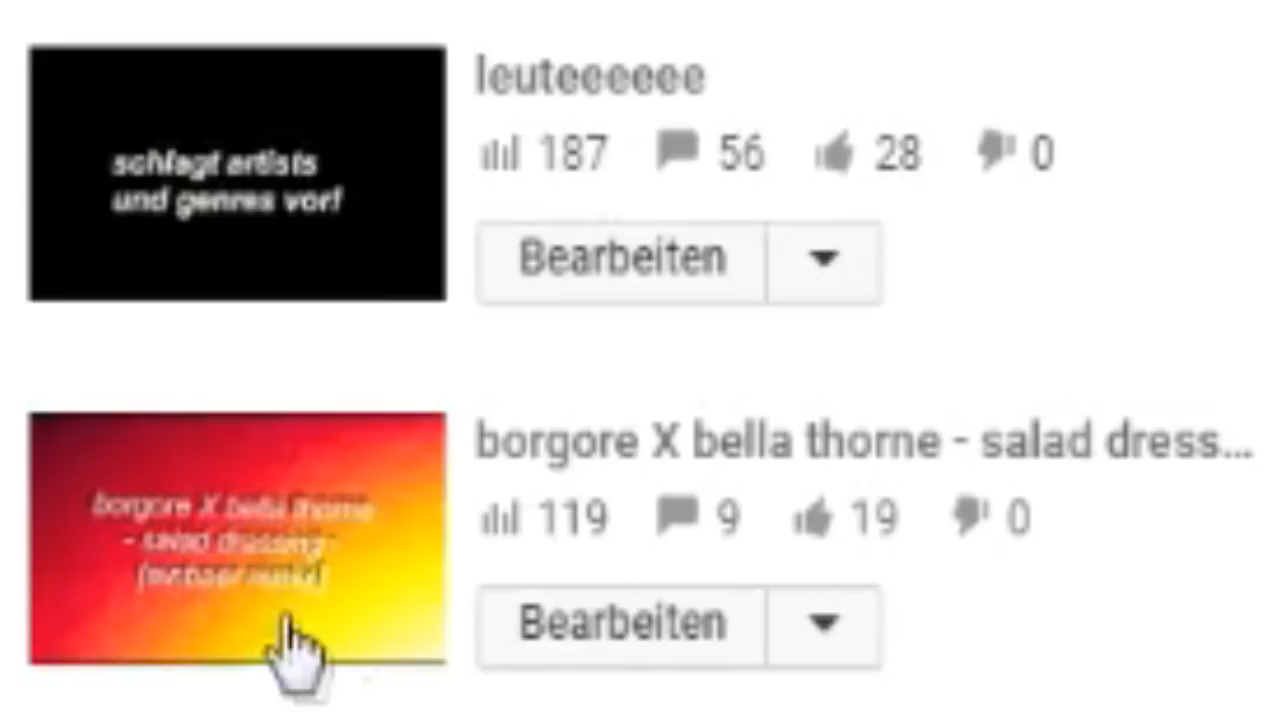 leuteeeeee
schlagt artists
und genres vor!
187 56 28 0
Bearbeiten
borgore X bella thorne - salad dress...
borgore X bella thorne
- salad dressing -
119 9 19 0
Bearbeiten